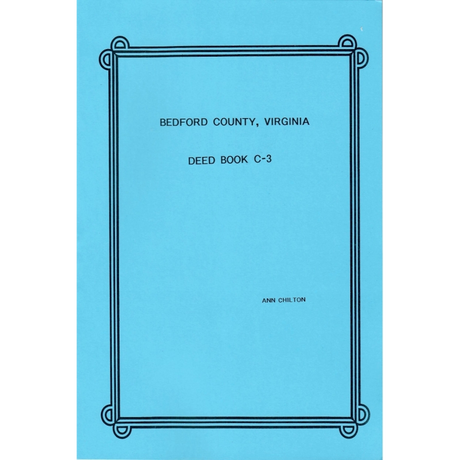 BEDFORD COUNTY, VIRGINIA
DEED BOOK C-3
ANN CHILTON